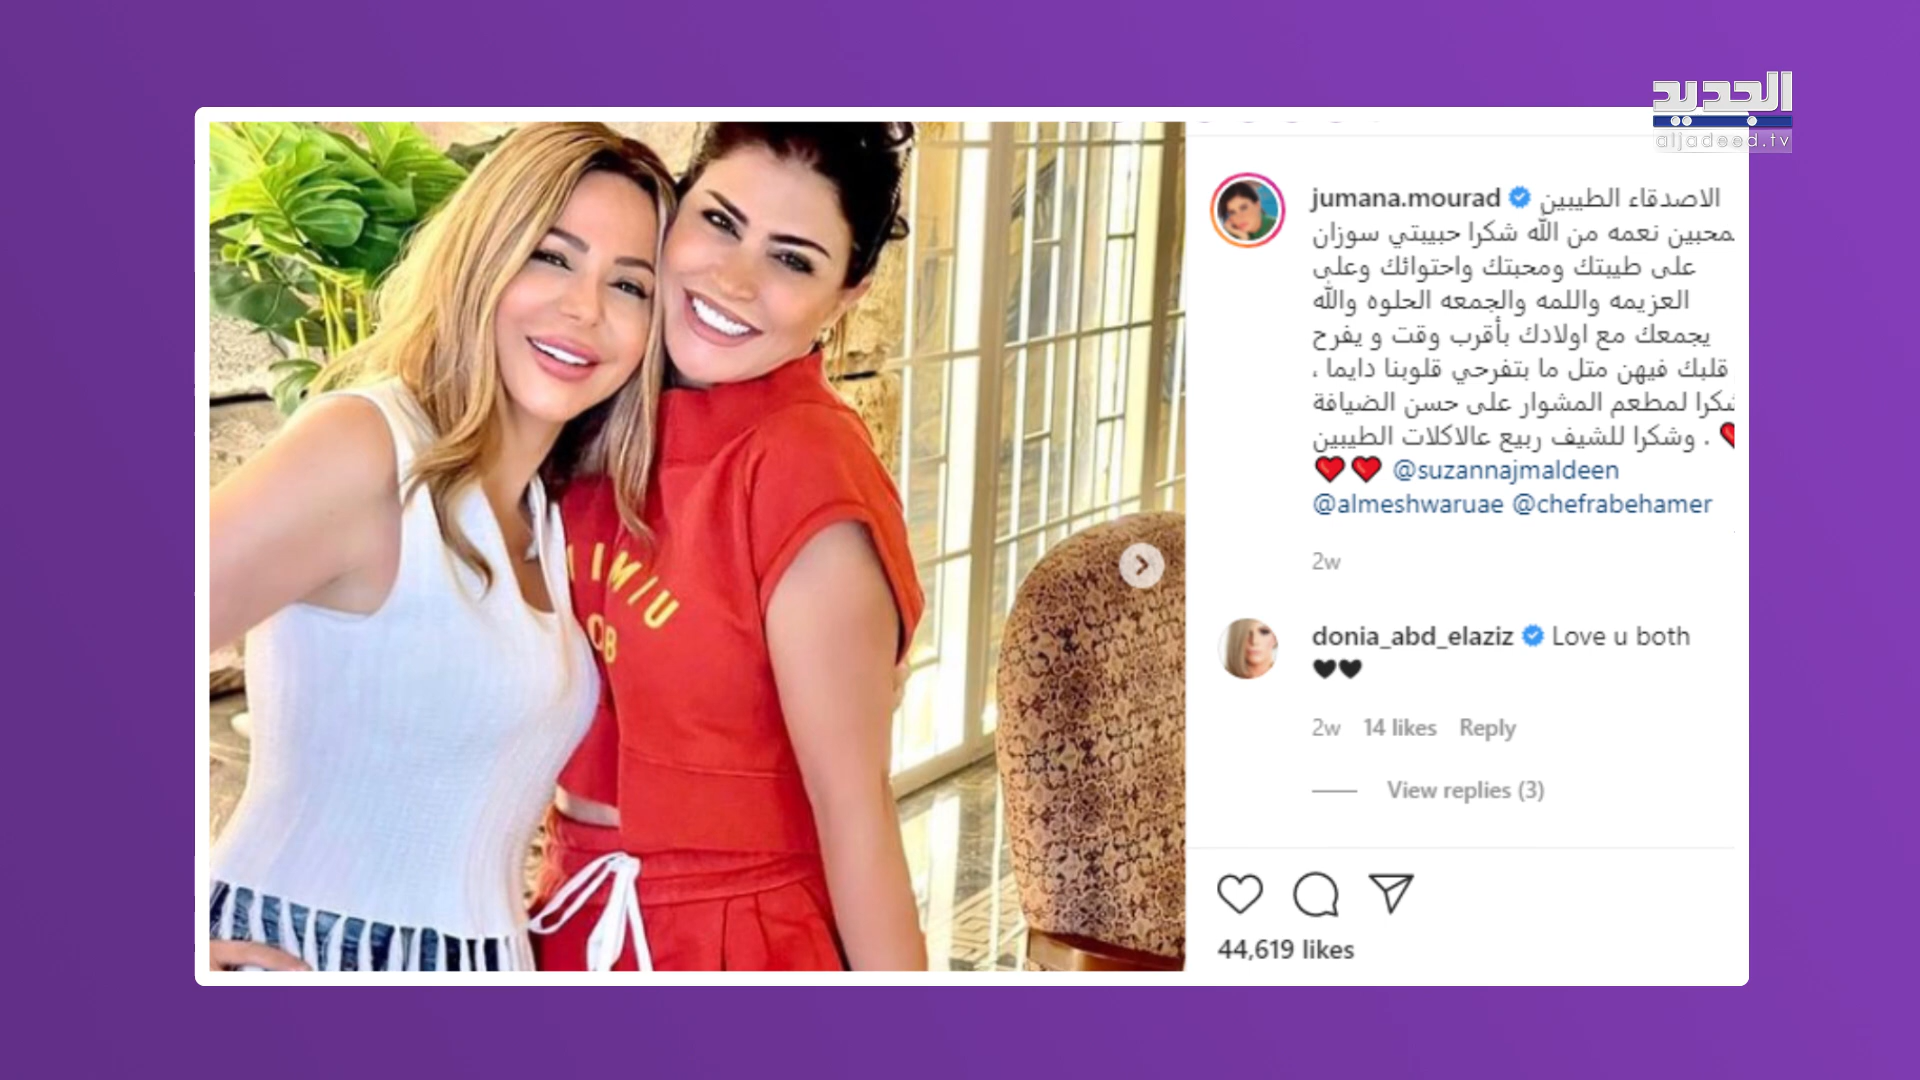 الجديد
aljadeed.tv
jumana.mourad الاصدقاء الطيبين
نعمه من الله شكرا حبيبتي سوزان
على طيبتك ومحبتك واحتوائك وعلى
العزيمه واللمه والجمعه الحلوه والله
يجمعك مع اولادك بأقرب وقت و يفرح
قلبك فيهن متل ما بتفرحي قلوبنا دايما ،
لمطعم المشوار على حسن الضيافة
. وشكرا للشيف ربيع عالاكلات الطيبين ❤
❤❤ @suzannajmaldeen
@almeshwaruae @chefrabehamer
2w
donia_abd_elaziz Love u both
🖤🖤
2w 14 likes Reply
View replies (3)
44,619 likes